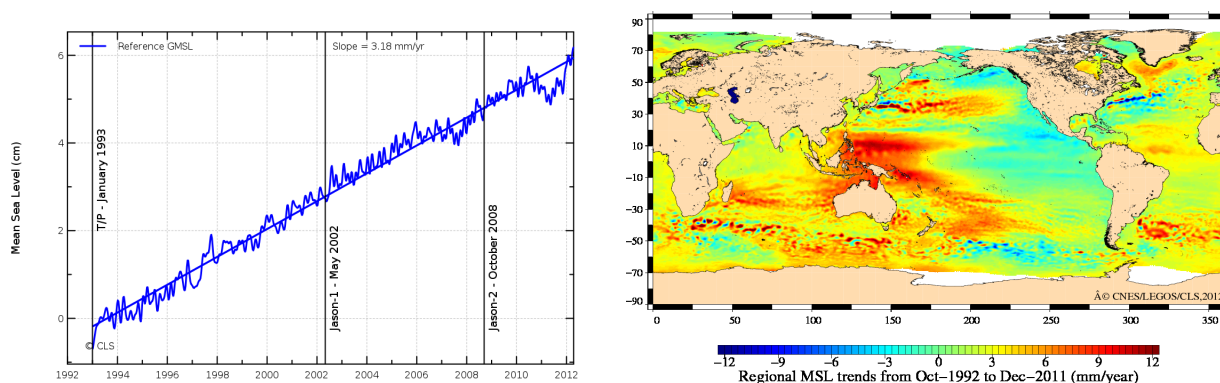 Reference GMSL
Slope = 3.18 mm/yr
Mean Sea Level (cm)
6
4
2
0
T/P - January 1993
Jason-1 - May 2002
Jason-2 - October 2008
© CLS
1992 1994 1996 1998 2000 2002 2004 2006 2008 2010 2012
90
70
50
30
10
−10
−30
−50
−70
−90
© CNES/LEGOS/CLS,2012
0 50 100 150 200 250 300 350
−12 −9 −6 −3 0 3 6 9 12
Regional MSL trends from Oct−1992 to Dec−2011 (mm/year)